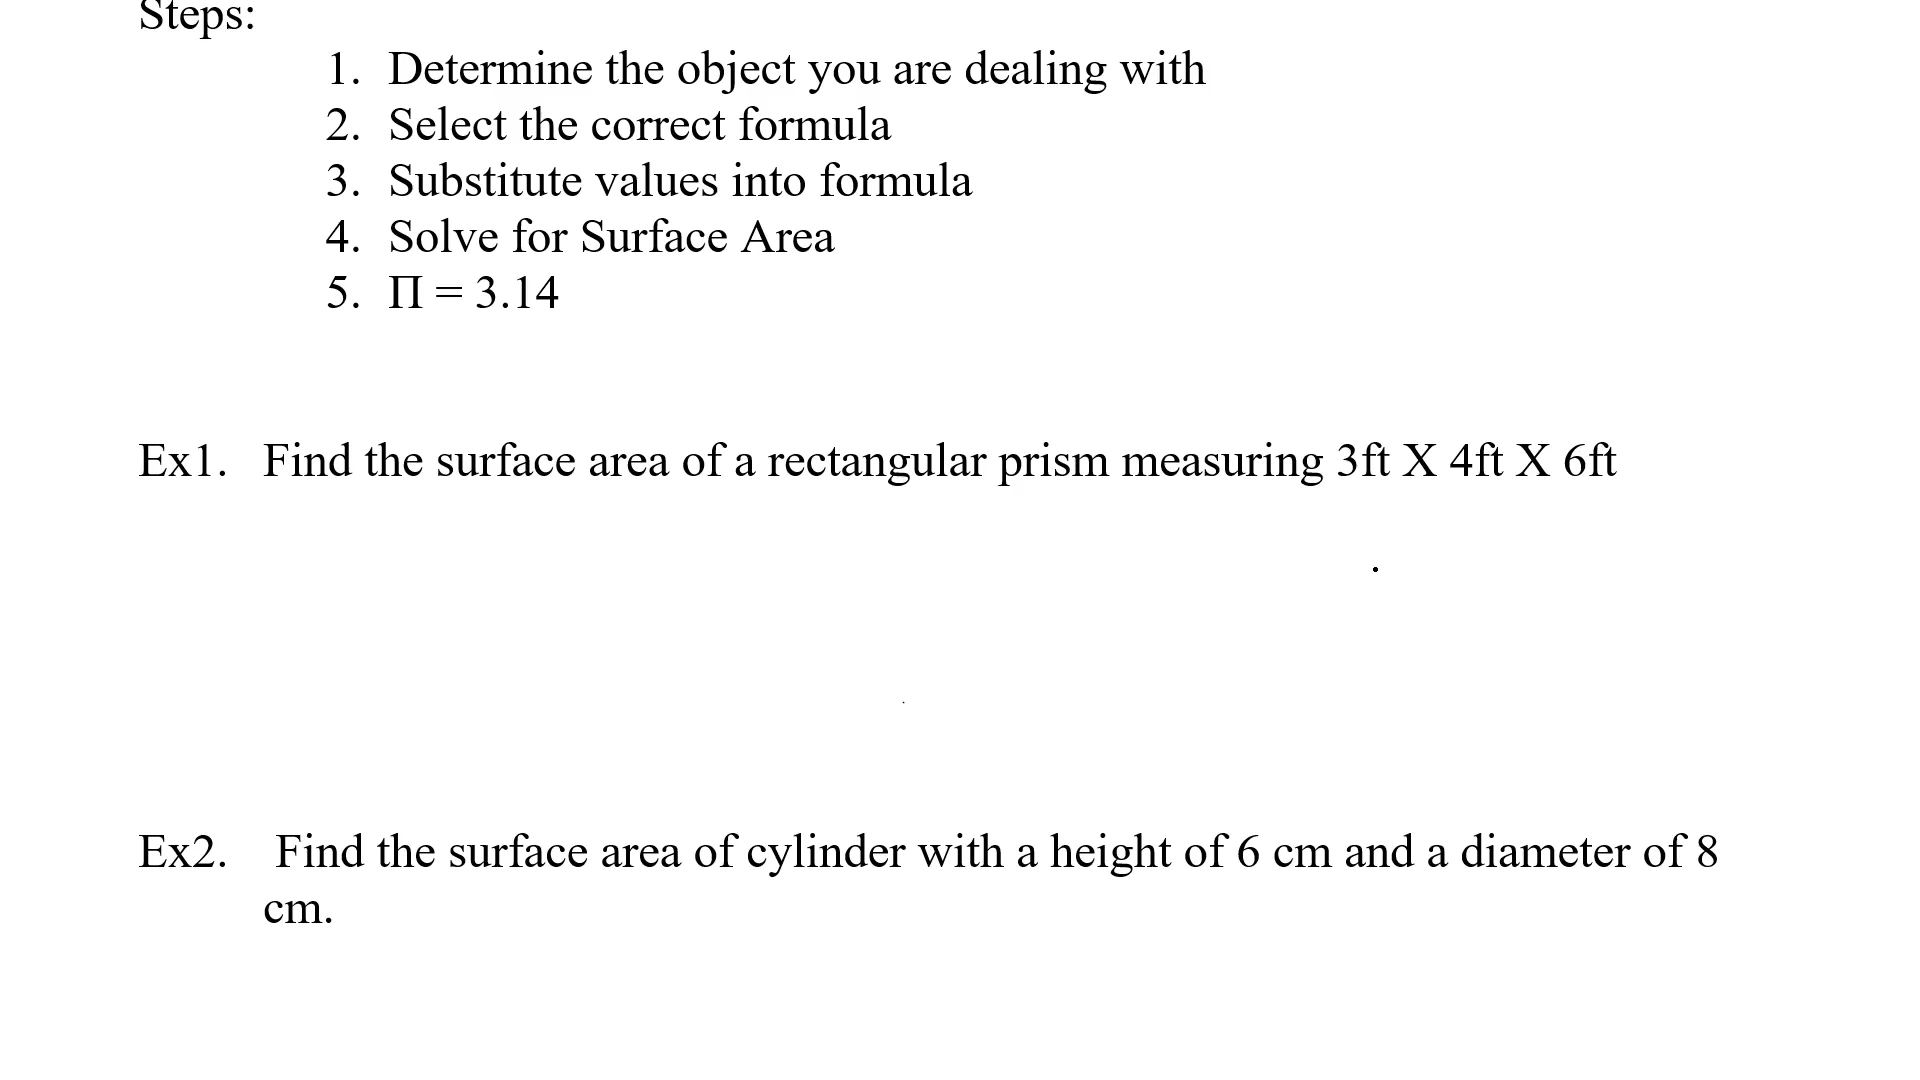 Steps:
1. Determine the object you are dealing with
2. Select the correct formula
3. Substitute values into formula
4. Solve for Surface Area
5. Π = 3.14
Ex1. Find the surface area of a rectangular prism measuring 3ft X 4ft X 6ft
Ex2. Find the surface area of cylinder with a height of 6 cm and a diameter of 8
cm.